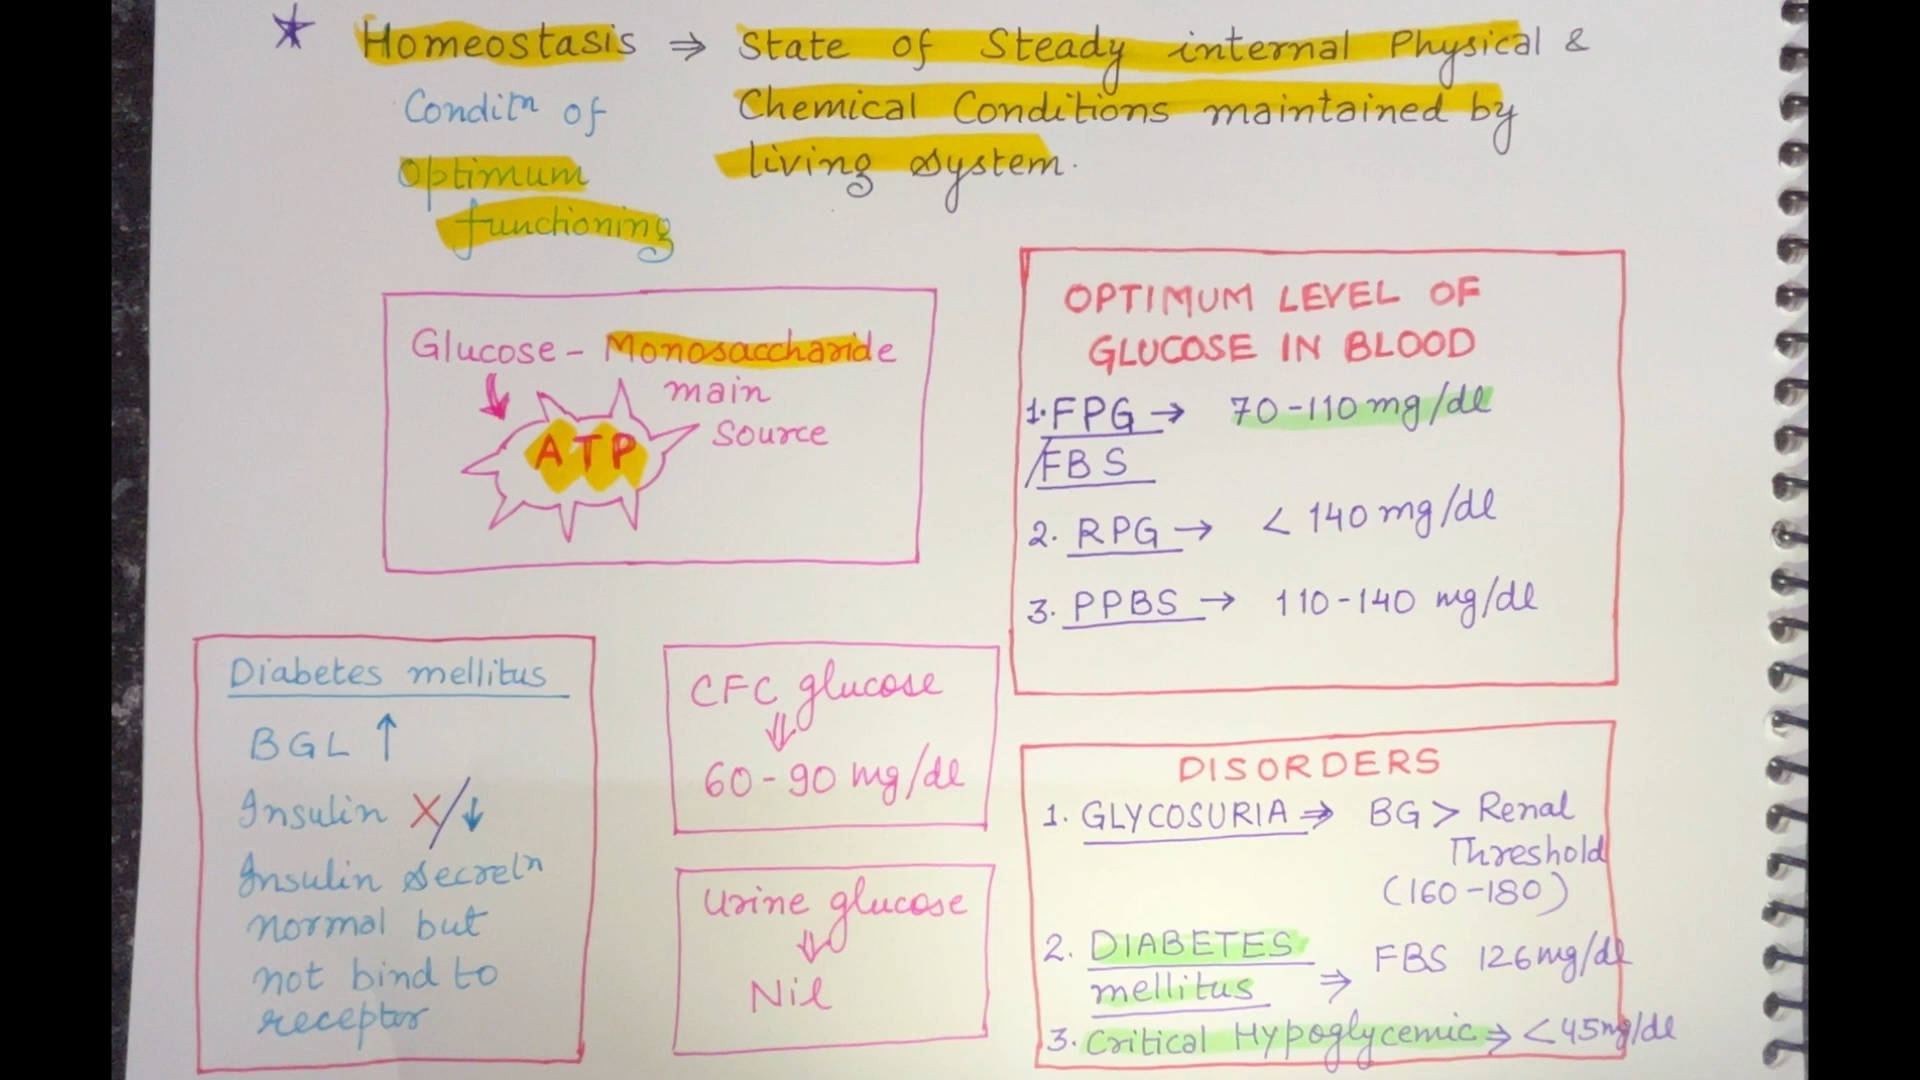 Homeostasis ⇒ State of Steady internal Physical &
Chemical Conditions maintained by
living system.
Conditⁿ of
Optimum
functioning
Glucose - Monosaccharide
main
Source
ATP
OPTIMUM LEVEL OF
GLUCOSE IN BLOOD
1. FPG → 70-110 mg/dl
/FBS
2. RPG → < 140 mg/dl
3. PPBS → 110-140 mg/dl
Diabetes mellitus
BGL ↑
Insulin X/↓
Insulin Secretⁿ
normal but
not bind to
receptor
CFC glucose
⇓
60-90 mg/dl
Urine glucose
⇓
Nil
DISORDERS
1. GLYCOSURIA ⇒ BG > Renal
Threshold
(160-180)
2. DIABETES
mellitus ⇒ FBS 126mg/dl
3. Critical Hypoglycemic ⇒ <45mg/dl